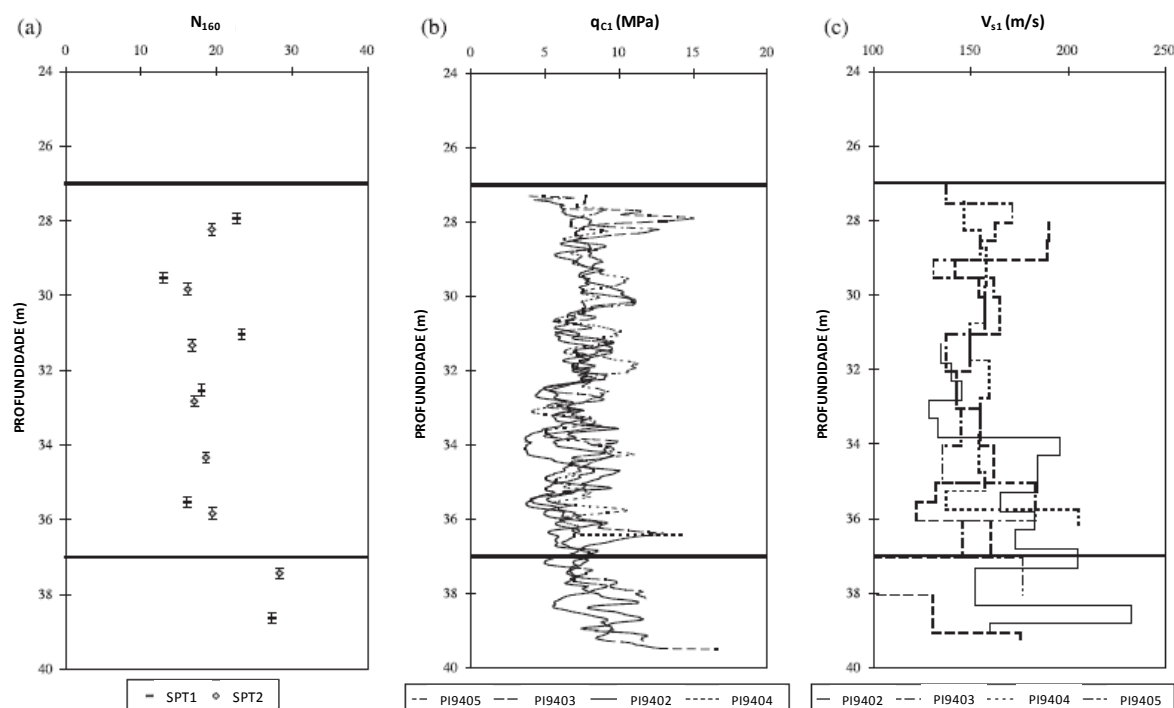 (a)
N160
0 10 20 30 40
24
26
28
30
32
34
36
38
40
PROFUNDIDADE (m)
SPT1 SPT2
(b)
qC1 (MPa)
0 5 10 15 20
24
26
28
30
32
34
36
38
40
PROFUNDIDADE (m)
PI9405 PI9403 PI9402 PI9404
(c)
Vs1 (m/s)
100 150 200 250
24
26
28
30
32
34
36
38
40
PROFUNDIDADE (m)
PI9402 PI9403 PI9404 PI9405